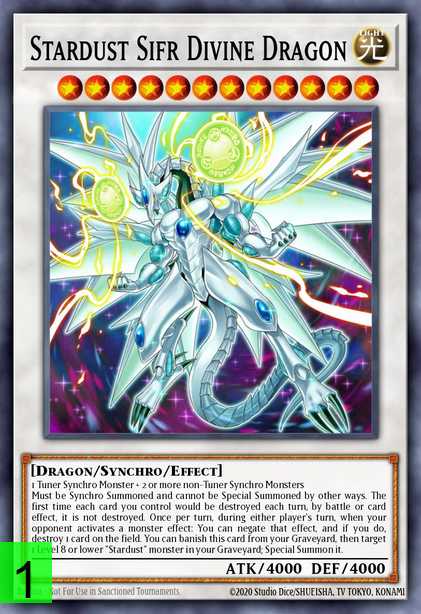 STARDUST SIFR DIVINE DRAGON
LIGHT
光
[DRAGON/SYNCHRO/EFFECT]
1 Tuner Synchro Monster + 2 or more non-Tuner Synchro Monsters
Must be Synchro Summoned and cannot be Special Summoned by other ways. The
first time each card you control would be destroyed each turn, by battle or card
effect, it is not destroyed. Once per turn, during either player's turn, when your
opponent activates a monster effect: You can negate that effect, and if you do,
destroy 1 card on the field. You can banish this card from your Graveyard, then target
1 Level 8 or lower "Stardust" monster in your Graveyard; Special Summon it.
ATK/4000 DEF/4000
Not For Use in Sanctioned Tournaments.
©2020 Studio Dice/SHUEISHA, TV TOKYO, KONAMI
1